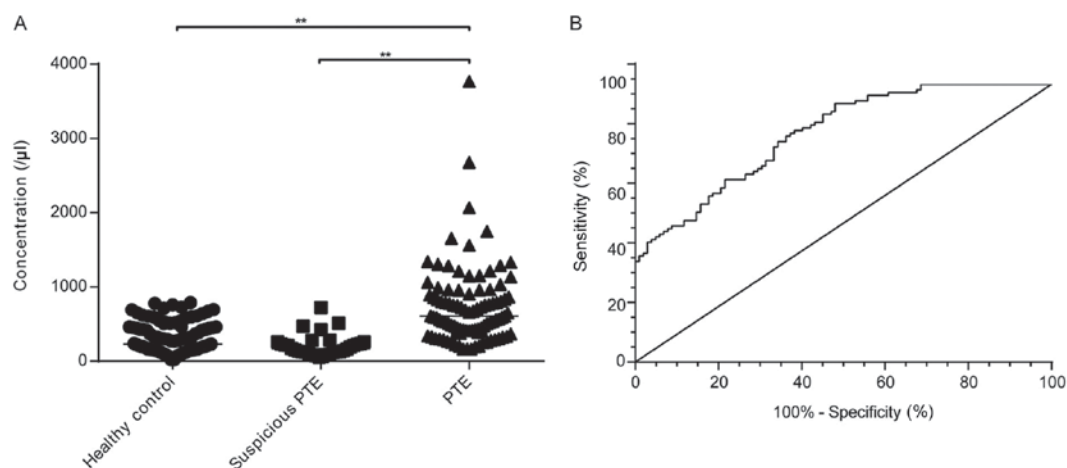 A
**
**
4000
3000
2000
1000
0
Concentration (/µl)
Healthy control
Suspicious PTE
PTE
B
100
80
60
40
20
0
Sensitivity (%)
0 20 40 60 80 100
100% - Specificity (%)